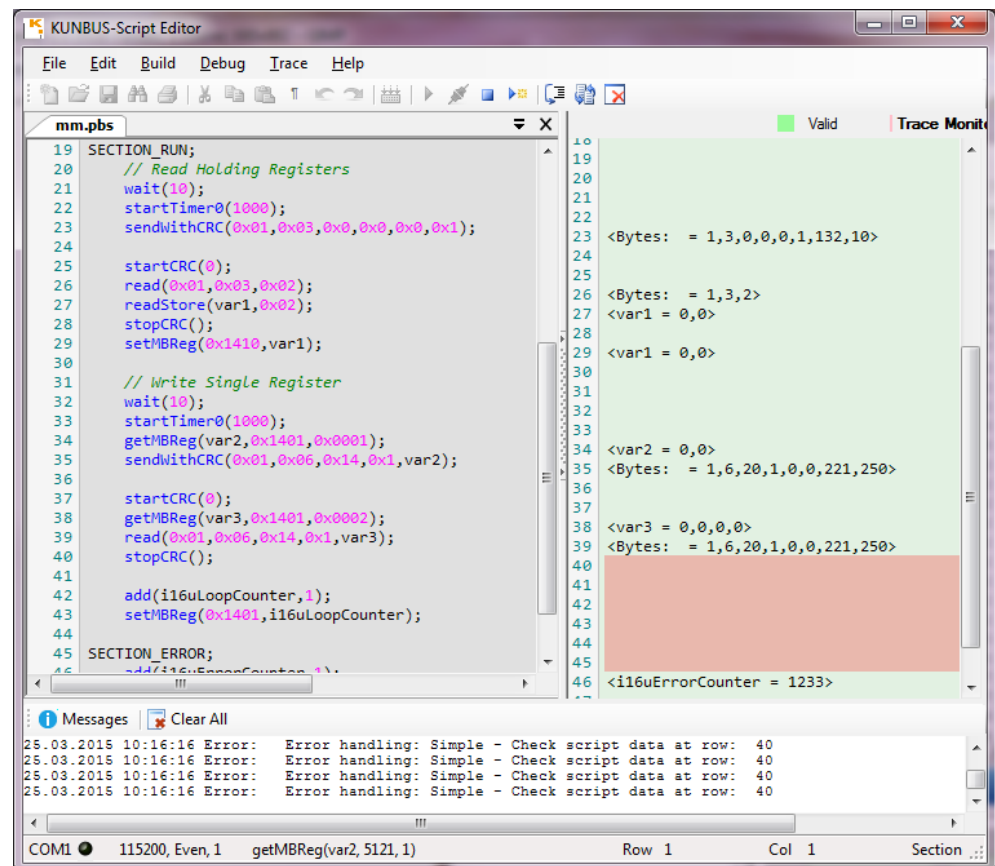 KUNBUS-Script Editor
File Edit Build Debug Trace Help
mm.pbs
Valid Trace Monit
19 SECTION_RUN;
20 // Read Holding Registers
21 wait(10);
22 startTimer0(1000);
23 sendWithCRC(0x01,0x03,0x0,0x0,0x0,0x1);
24
25 startCRC(0);
26 read(0x01,0x03,0x02);
27 readStore(var1,0x02);
28 stopCRC();
29 setMBReg(0x1410,var1);
30
31 // Write Single Register
32 wait(10);
33 startTimer0(1000);
34 getMBReg(var2,0x1401,0x0001);
35 sendWithCRC(0x01,0x06,0x14,0x1,var2);
36
37 startCRC(0);
38 getMBReg(var3,0x1401,0x0002);
39 read(0x01,0x06,0x14,0x1,var3);
40 stopCRC();
41
42 add(i16uLoopCounter,1);
43 setMBReg(0x1401,i16uLoopCounter);
44
45 SECTION_ERROR;
46 add(i16uErrorCounter,1);
18
19
20
21
22
23 <Bytes: = 1,3,0,0,0,1,132,10>
24
25
26 <Bytes: = 1,3,2>
27 <var1 = 0,0>
28
29 <var1 = 0,0>
30
31
32
33
34 <var2 = 0,0>
35 <Bytes: = 1,6,20,1,0,0,221,250>
36
37
38 <var3 = 0,0,0,0>
39 <Bytes: = 1,6,20,1,0,0,221,250>
40
41
42
43
44
45
46 <i16uErrorCounter = 1233>
Messages Clear All
25.03.2015 10:16:16 Error: Error handling: Simple - Check script data at row: 40
25.03.2015 10:16:16 Error: Error handling: Simple - Check script data at row: 40
25.03.2015 10:16:16 Error: Error handling: Simple - Check script data at row: 40
25.03.2015 10:16:16 Error: Error handling: Simple - Check script data at row: 40
COM1 115200, Even, 1 getMBReg(var2, 5121, 1) Row 1 Col 1 Section